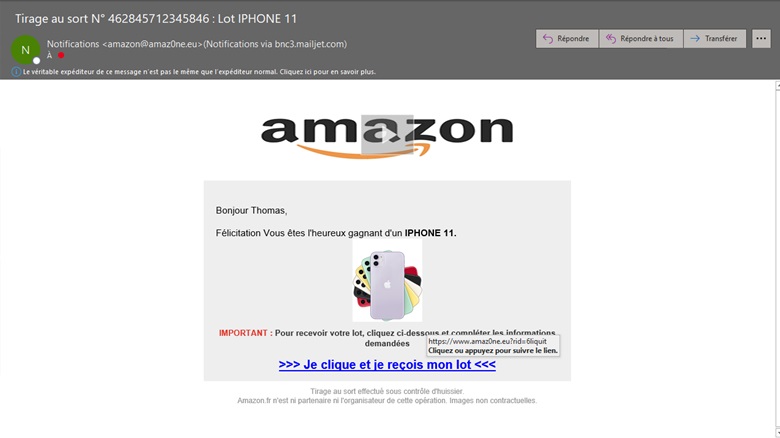 Tirage au sort N° 462845712345846 : Lot IPHONE 11
N
Notifications <amazon@amaz0ne.eu>(Notifications via bnc3.mailjet.com)
À
Répondre
Répondre à tous
Transférer
Le véritable expéditeur de ce message n'est pas le même que l'expéditeur normal. Cliquez ici pour en savoir plus.
amazon
Bonjour Thomas,
Félicitation Vous êtes l'heureux gagnant d'un IPHONE 11.
IMPORTANT : Pour recevoir votre lot, cliquez ci-dessous et compléter les informations
demandées
https://www.amaz0ne.eu?rid=6liquit
Cliquez ou appuyez pour suivre le lien.
>>> Je clique et je reçois mon lot <<<
Tirage au sort effectué sous contrôle d'huissier.
Amazon.fr n'est ni partenaire ni l'organisateur de cette opération. Images non contractuelles.